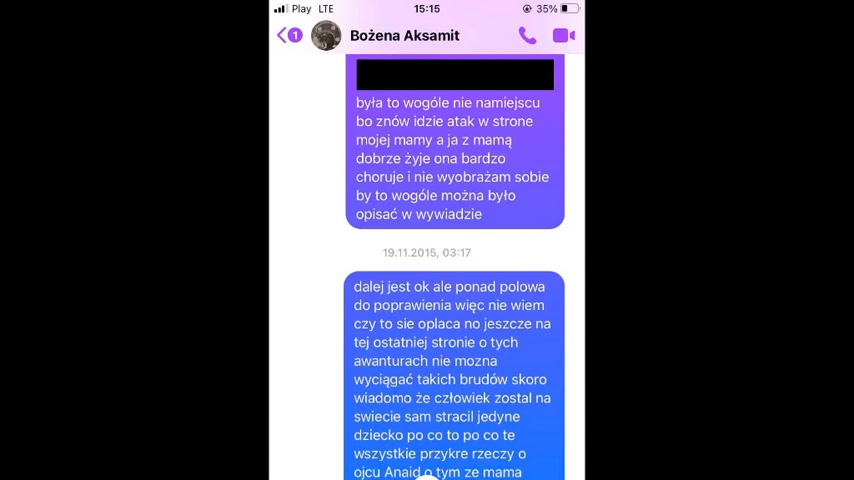 Play LTE 15:15 35%
1 Bożena Aksamit
była to wogóle nie namiejscu
bo znów idzie atak w strone
mojej mamy a ja z mamą
dobrze żyje ona bardzo
choruje i nie wyobrażam sobie
by to wogóle można było
opisać w wywiadzie
19.11.2015, 03:17
dalej jest ok ale ponad polowa
do poprawienia więc nie wiem
czy to sie oplaca no jeszcze na
tej ostatniej stronie o tych
awanturach nie mozna
wyciągać takich brudów skoro
wiadomo że człowiek zostal na
swiecie sam stracil jedyne
dziecko po co to po co te
wszystkie przykre rzeczy o
ojcu Anaid o tym ze mama